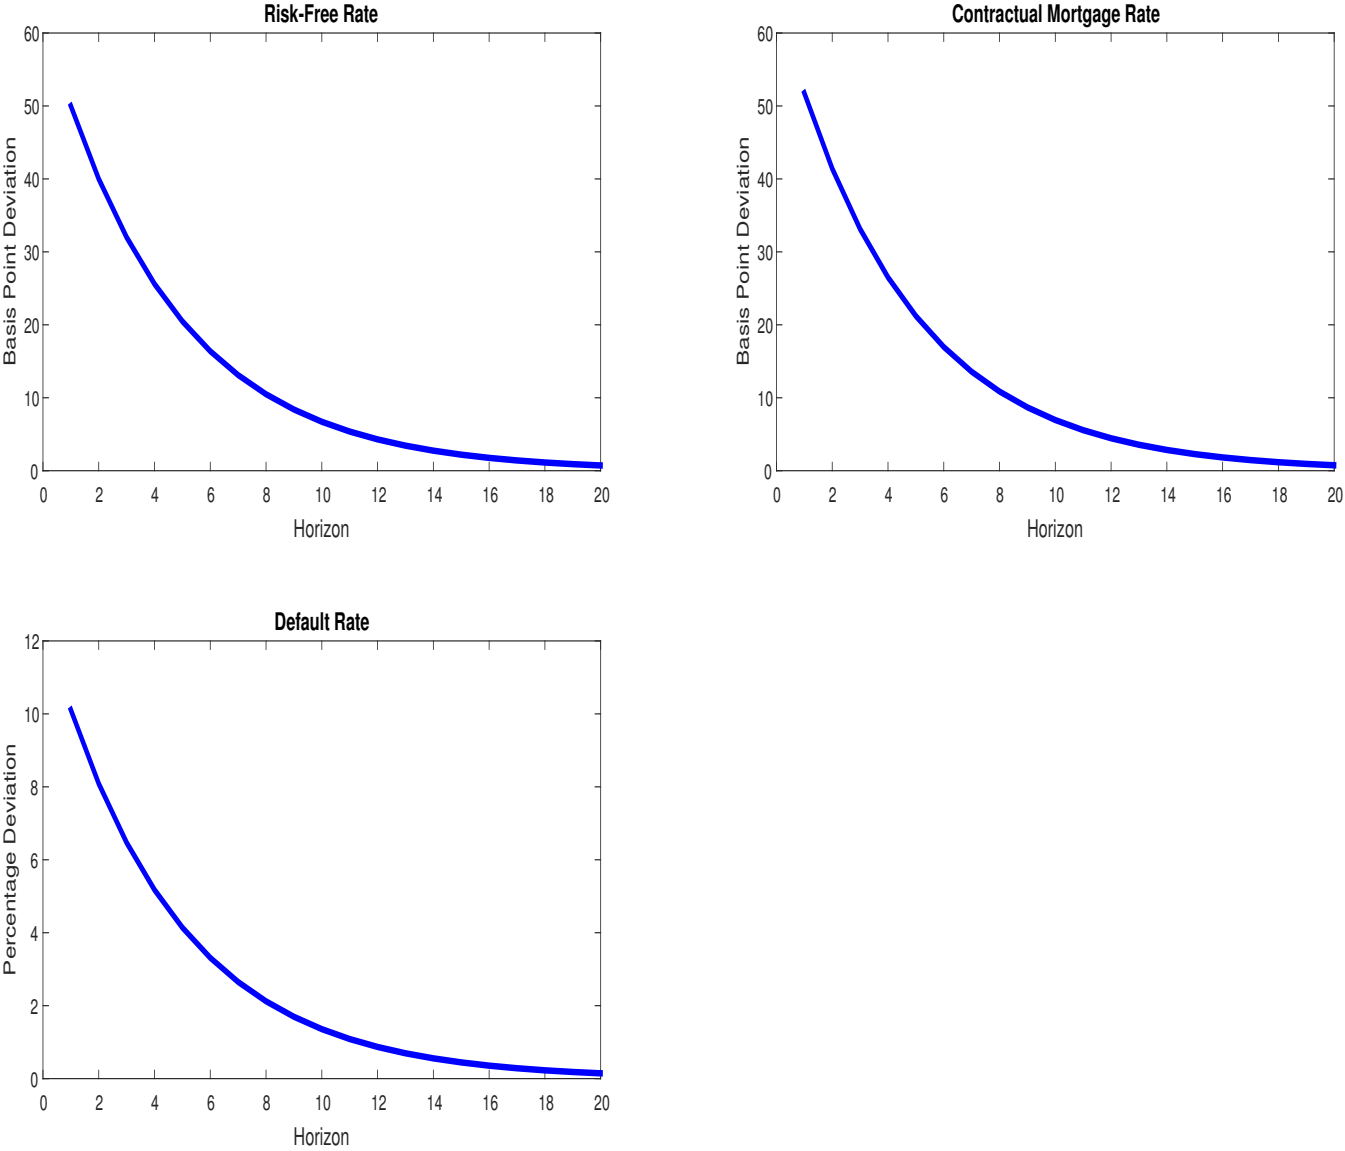 Risk-Free Rate
60
50
40
30
20
10
0
Basis Point Deviation
0 2 4 6 8 10 12 14 16 18 20
Horizon
Contractual Mortgage Rate
60
50
40
30
20
10
0
Basis Point Deviation
0 2 4 6 8 10 12 14 16 18 20
Horizon
Default Rate
12
10
8
6
4
2
0
Percentage Deviation
0 2 4 6 8 10 12 14 16 18 20
Horizon